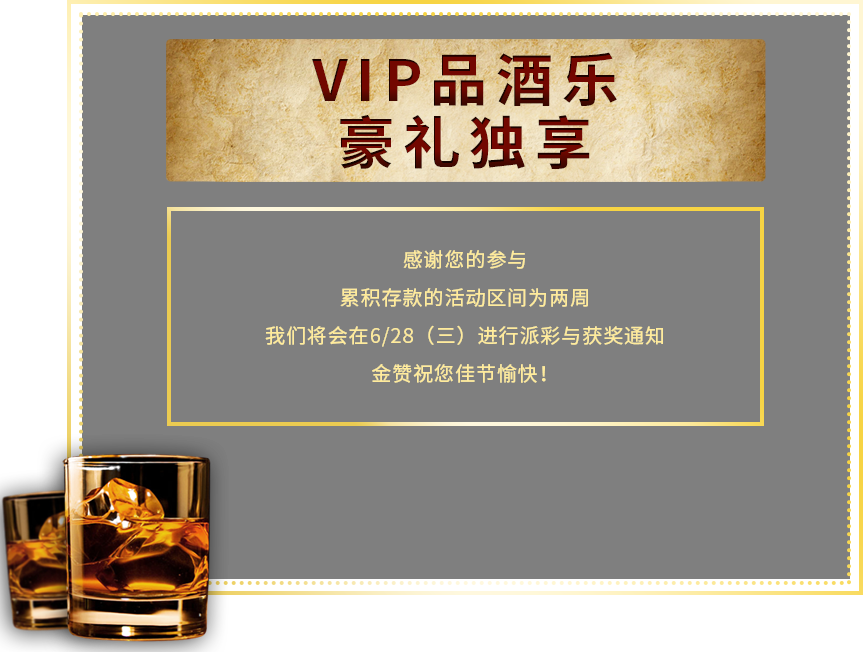 VIP品酒乐
豪礼独享
感谢您的参与
累积存款的活动区间为两周
我们将会在6/28（三）进行派彩与获奖通知
金赞祝您佳节愉快！